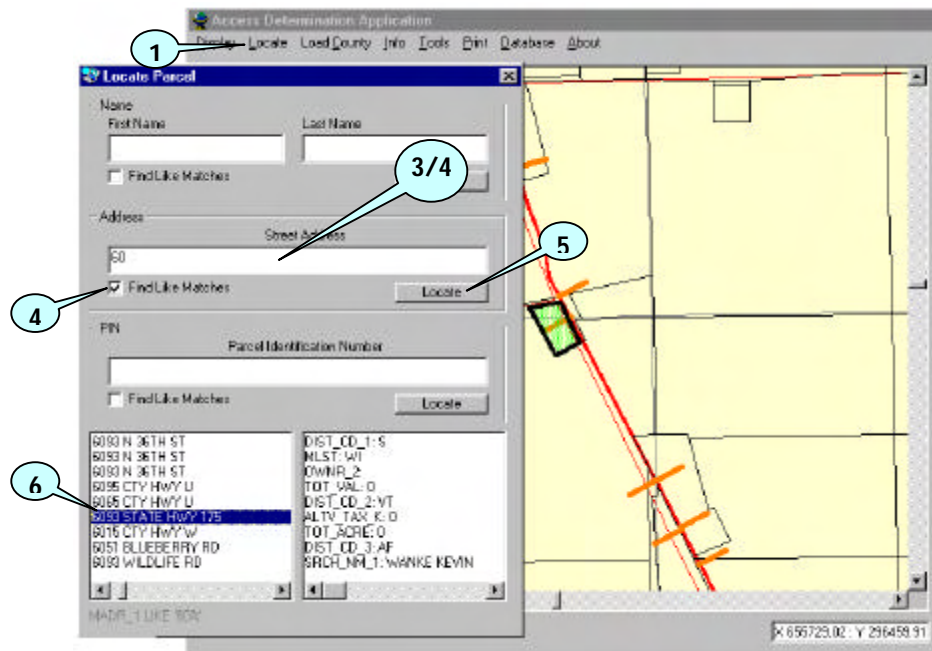 Access Determination Application
Display Locate Load County Info Tools Print Database About
1
Locate Parcel
Name
First Name Last Name
Find Like Matches
3/4
Address
Street Address
60
5
Find Like Matches Locate
4
PIN
Parcel Identification Number
Find Like Matches Locate
6093 N 36TH ST
6093 N 36TH ST
6093 N 36TH ST
6095 CTY HWY U
6065 CTY HWY U
6093 STATE HWY 175
6015 CTY HWY W
6051 BLUEBERRY RD
6093 WILDLIFE RD
6
DIST_CD_1: S
MLST: WI
OWNR_2:
TOT_VAL: 0
DIST_CD_2: VT
ALTV_TAX_K: 0
TOT_ACRE: 0
DIST_CD_3: AF
SRCH_NM_1: WANKE KEVIN
MADR_1 LIKE '60%'
X 655729.02 : Y 296459.91